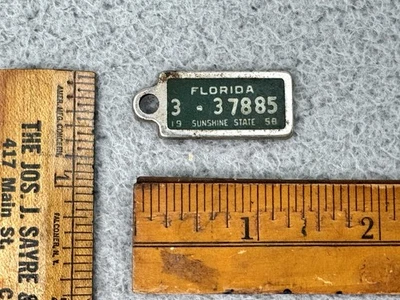 FLORIDA
3 - 37885
19 SUNSHINE STATE 58
THE JOS. J. SAYRE &
417 Main St.
1 2